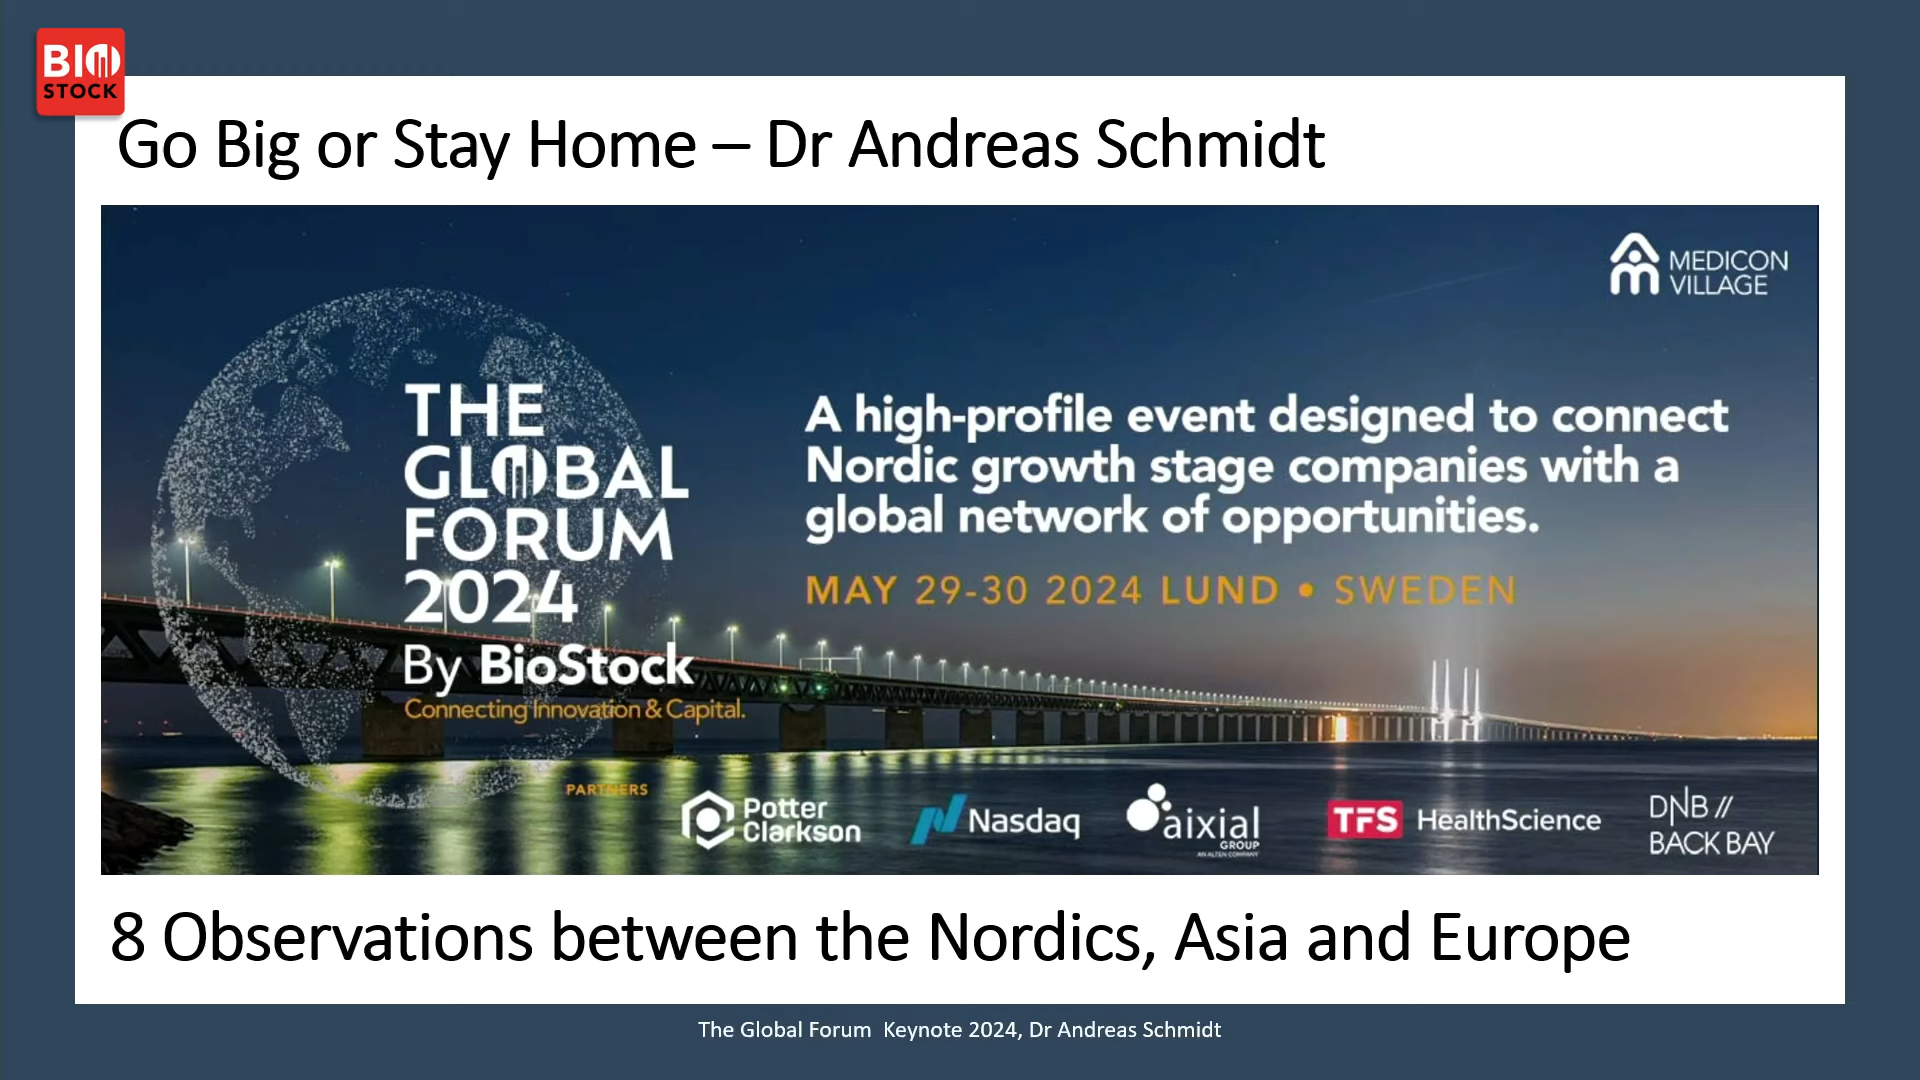 BIO
STOCK
Go Big or Stay Home – Dr Andreas Schmidt
MEDICON
VILLAGE
THE
GLOBAL
FORUM
2024
By BioStock
Connecting Innovation & Capital.
A high-profile event designed to connect
Nordic growth stage companies with a
global network of opportunities.
MAY 29-30 2024 LUND • SWEDEN
PARTNERS
Potter
Clarkson
Nasdaq
aixial
GROUP
AN ALTEN COMPANY
TFS HealthScience
DNB //
BACK BAY
8 Observations between the Nordics, Asia and Europe
The Global Forum  Keynote 2024, Dr Andreas Schmidt